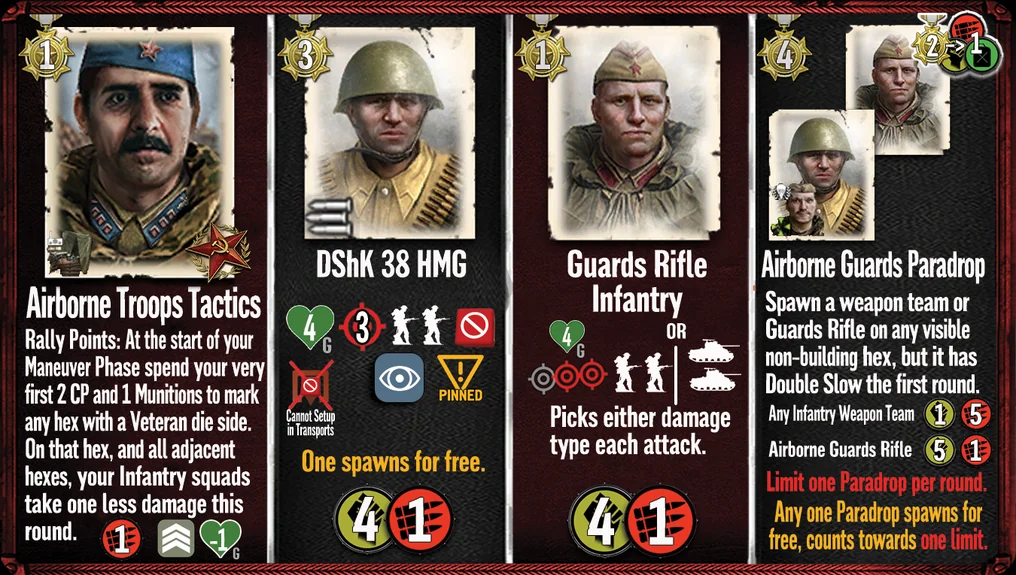 1
Airborne Troops Tactics
Rally Points: At the start of your
Maneuver Phase spend your very
first 2 CP and 1 Munitions to mark
any hex with a Veteran die side.
On that hex, and all adjacent
hexes, your Infantry squads
take one less damage this
round.
1
-1
G
3
DShK 38 HMG
4
G
3
Cannot Setup
in Transports
PINNED
One spawns for free.
4 1
1
Guards Rifle
Infantry
4
G
OR
Picks either damage
type each attack.
4 1
4
2->1
Airborne Guards Paradrop
Spawn a weapon team or
Guards Rifle on any visible
non-building hex, but it has
Double Slow the first round.
Any Infantry Weapon Team 1 5
Airborne Guards Rifle 5 1
Limit one Paradrop per round.
Any one Paradrop spawns for
free, counts towards one limit.